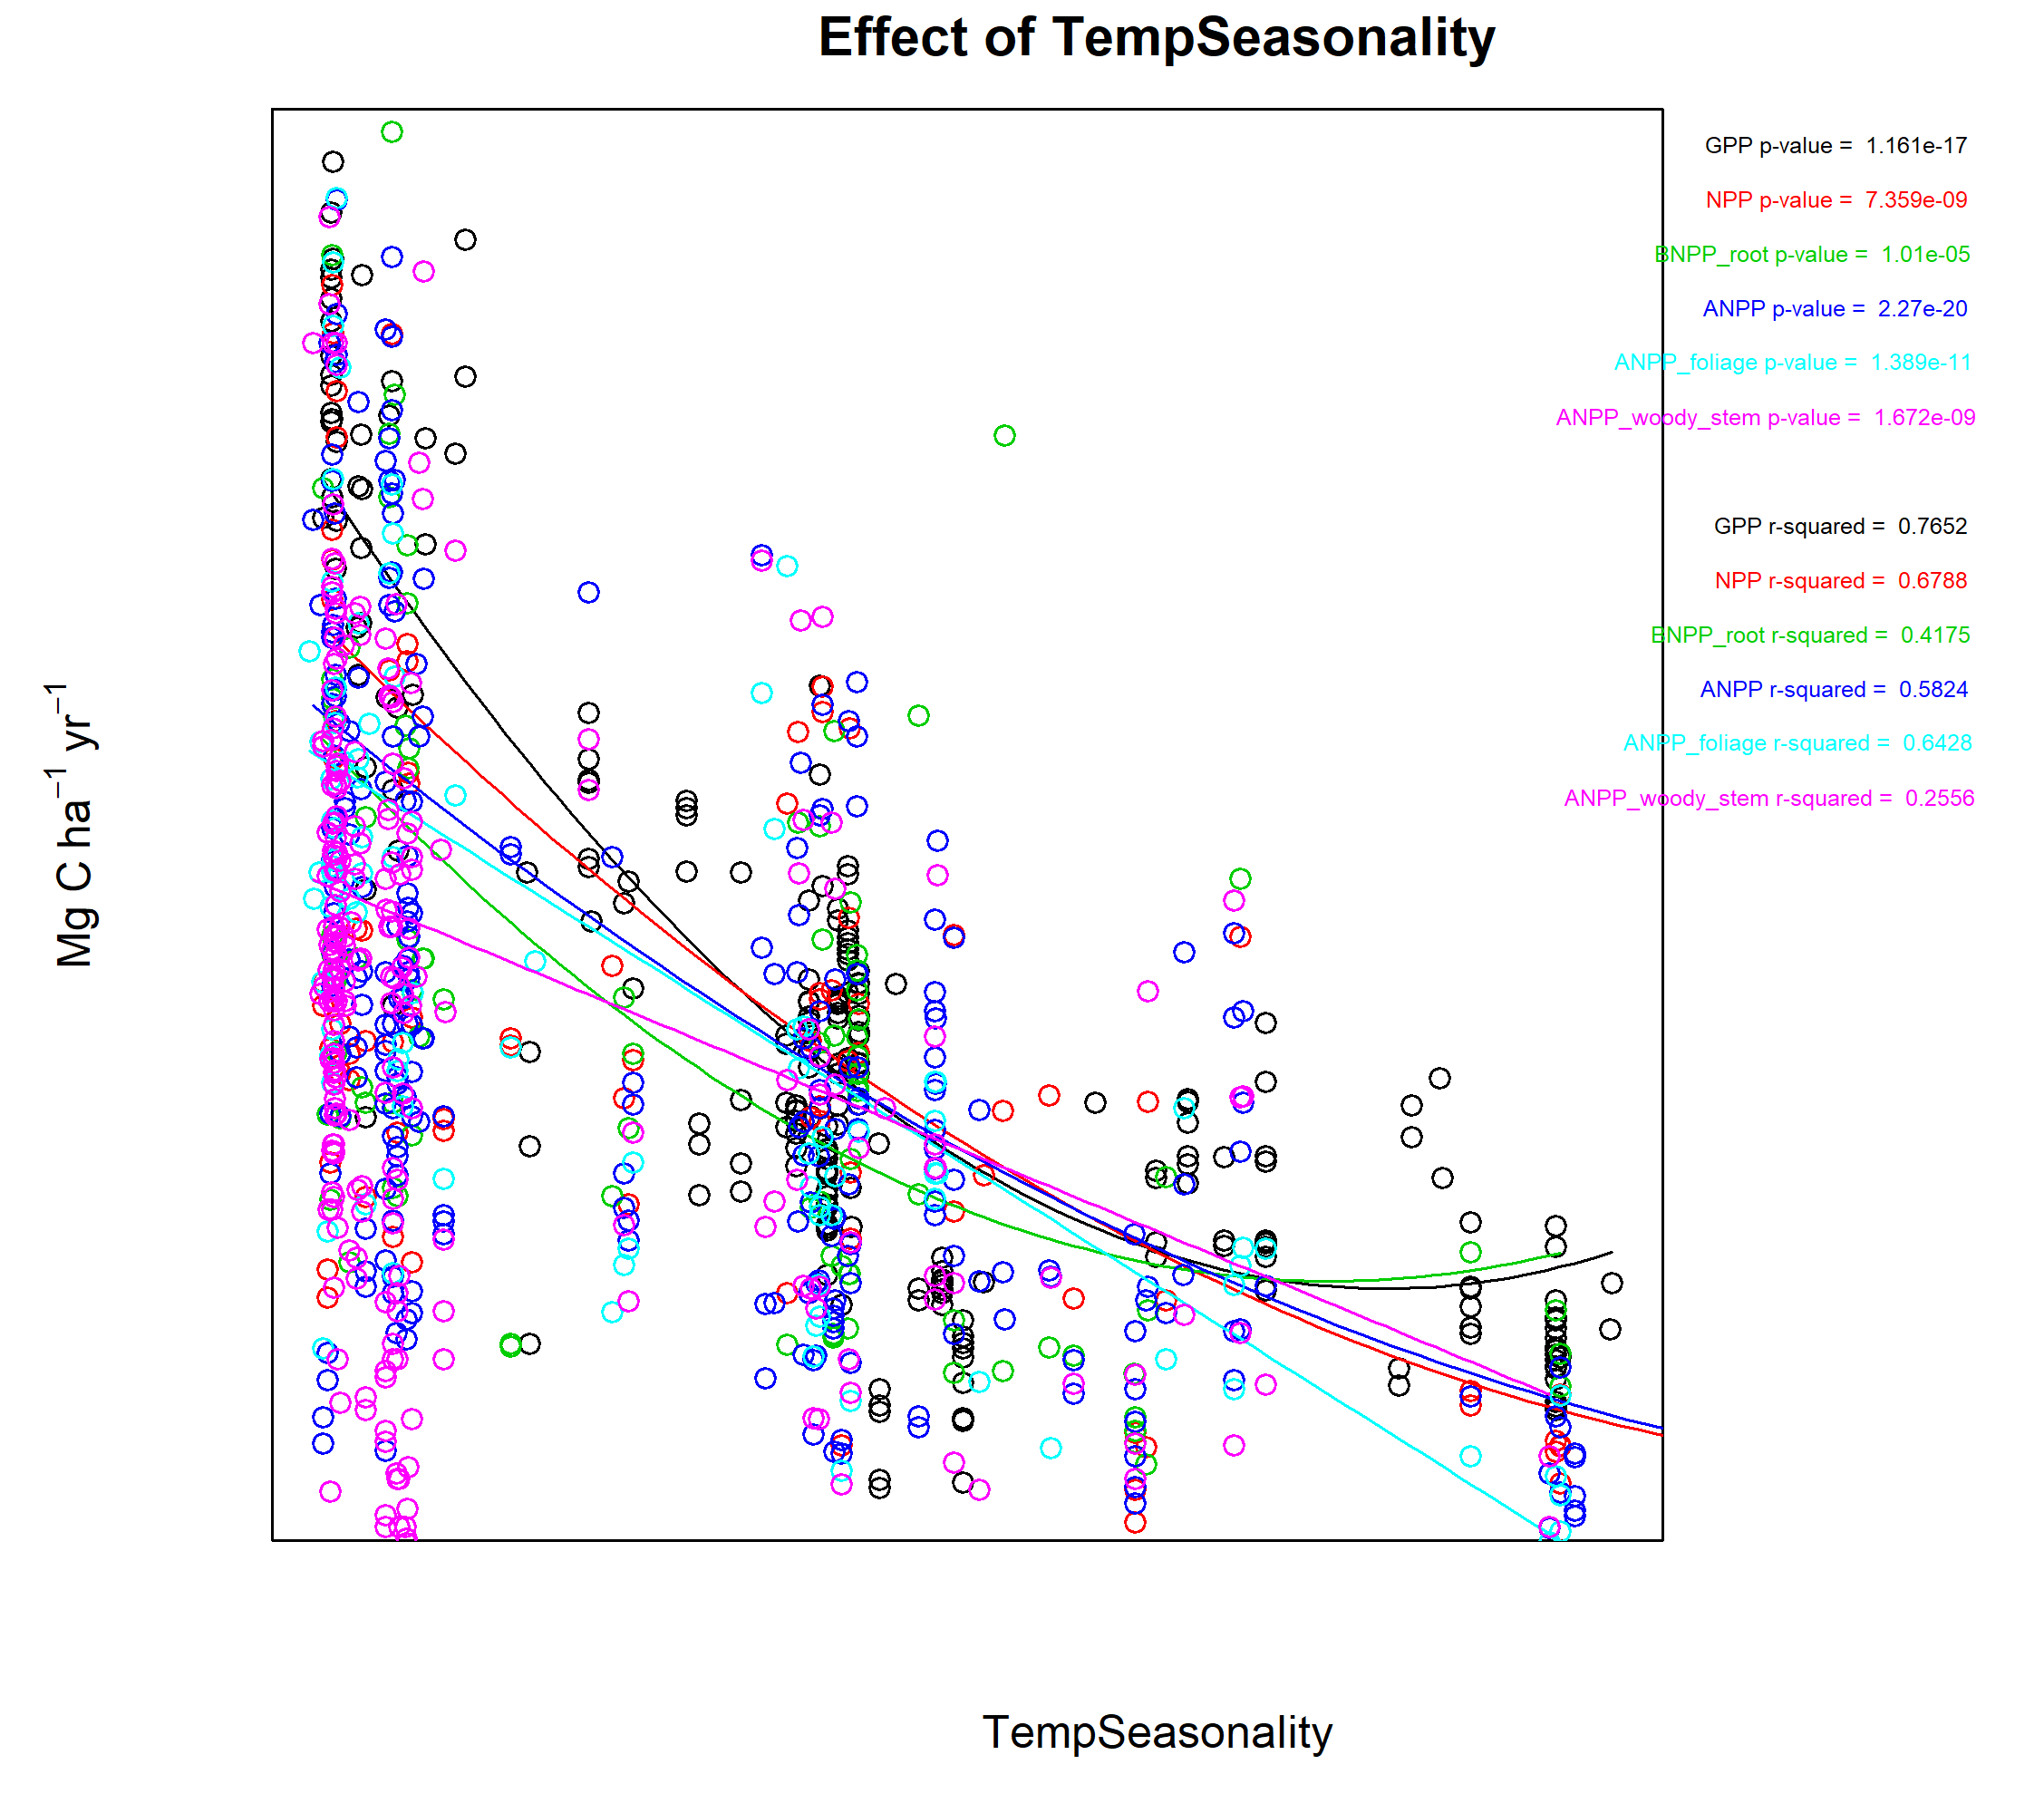 Effect of TempSeasonality
GPP p-value = 1.161e-17
NPP p-value = 7.359e-09
BNPP_root p-value = 1.01e-05
ANPP p-value = 2.27e-20
ANPP_foliage p-value = 1.389e-11
ANPP_woody_stem p-value = 1.672e-09
GPP r-squared = 0.7652
NPP r-squared = 0.6788
BNPP_root r-squared = 0.4175
ANPP r-squared = 0.5824
ANPP_foliage r-squared = 0.6428
ANPP_woody_stem r-squared = 0.2556
Mg C ha⁻¹ yr⁻¹
TempSeasonality